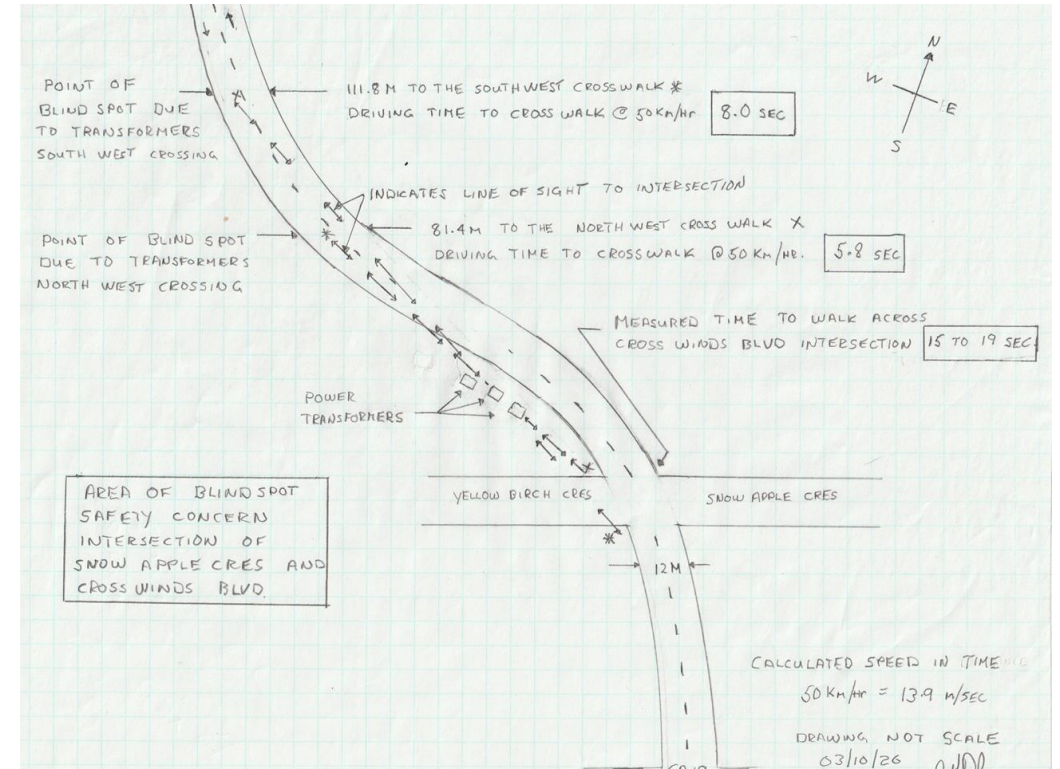 POINT OF
BLIND SPOT DUE
TO TRANSFORMERS
SOUTH WEST CROSSING
111.8 M TO THE SOUTHWEST CROSSWALK *
DRIVING TIME TO CROSS WALK @ 50Km/Hr
8.0 SEC
N
W
E
S
INDICATES LINE OF SIGHT TO INTERSECTION
POINT OF BLIND SPOT
DUE TO TRANSFORMERS
NORTH WEST CROSSING
81.4 M TO THE NORTH WEST CROSS WALK X
DRIVING TIME TO CROSSWALK @ 50 Km/HR.
5.8 SEC
MEASURED TIME TO WALK ACROSS
CROSS WINDS BLVD INTERSECTION
15 TO 19 SEC.
POWER
TRANSFORMERS
YELLOW BIRCH CRES
SNOW APPLE CRES
AREA OF BLIND SPOT
SAFETY CONCERN
INTERSECTION OF
SNOW APPLE CRES AND
CROSS WINDS BLVD.
12M
CALCULATED SPEED IN TIME
50 Km/Hr = 13.9 m/SEC
DRAWING NOT SCALE
03/10/26